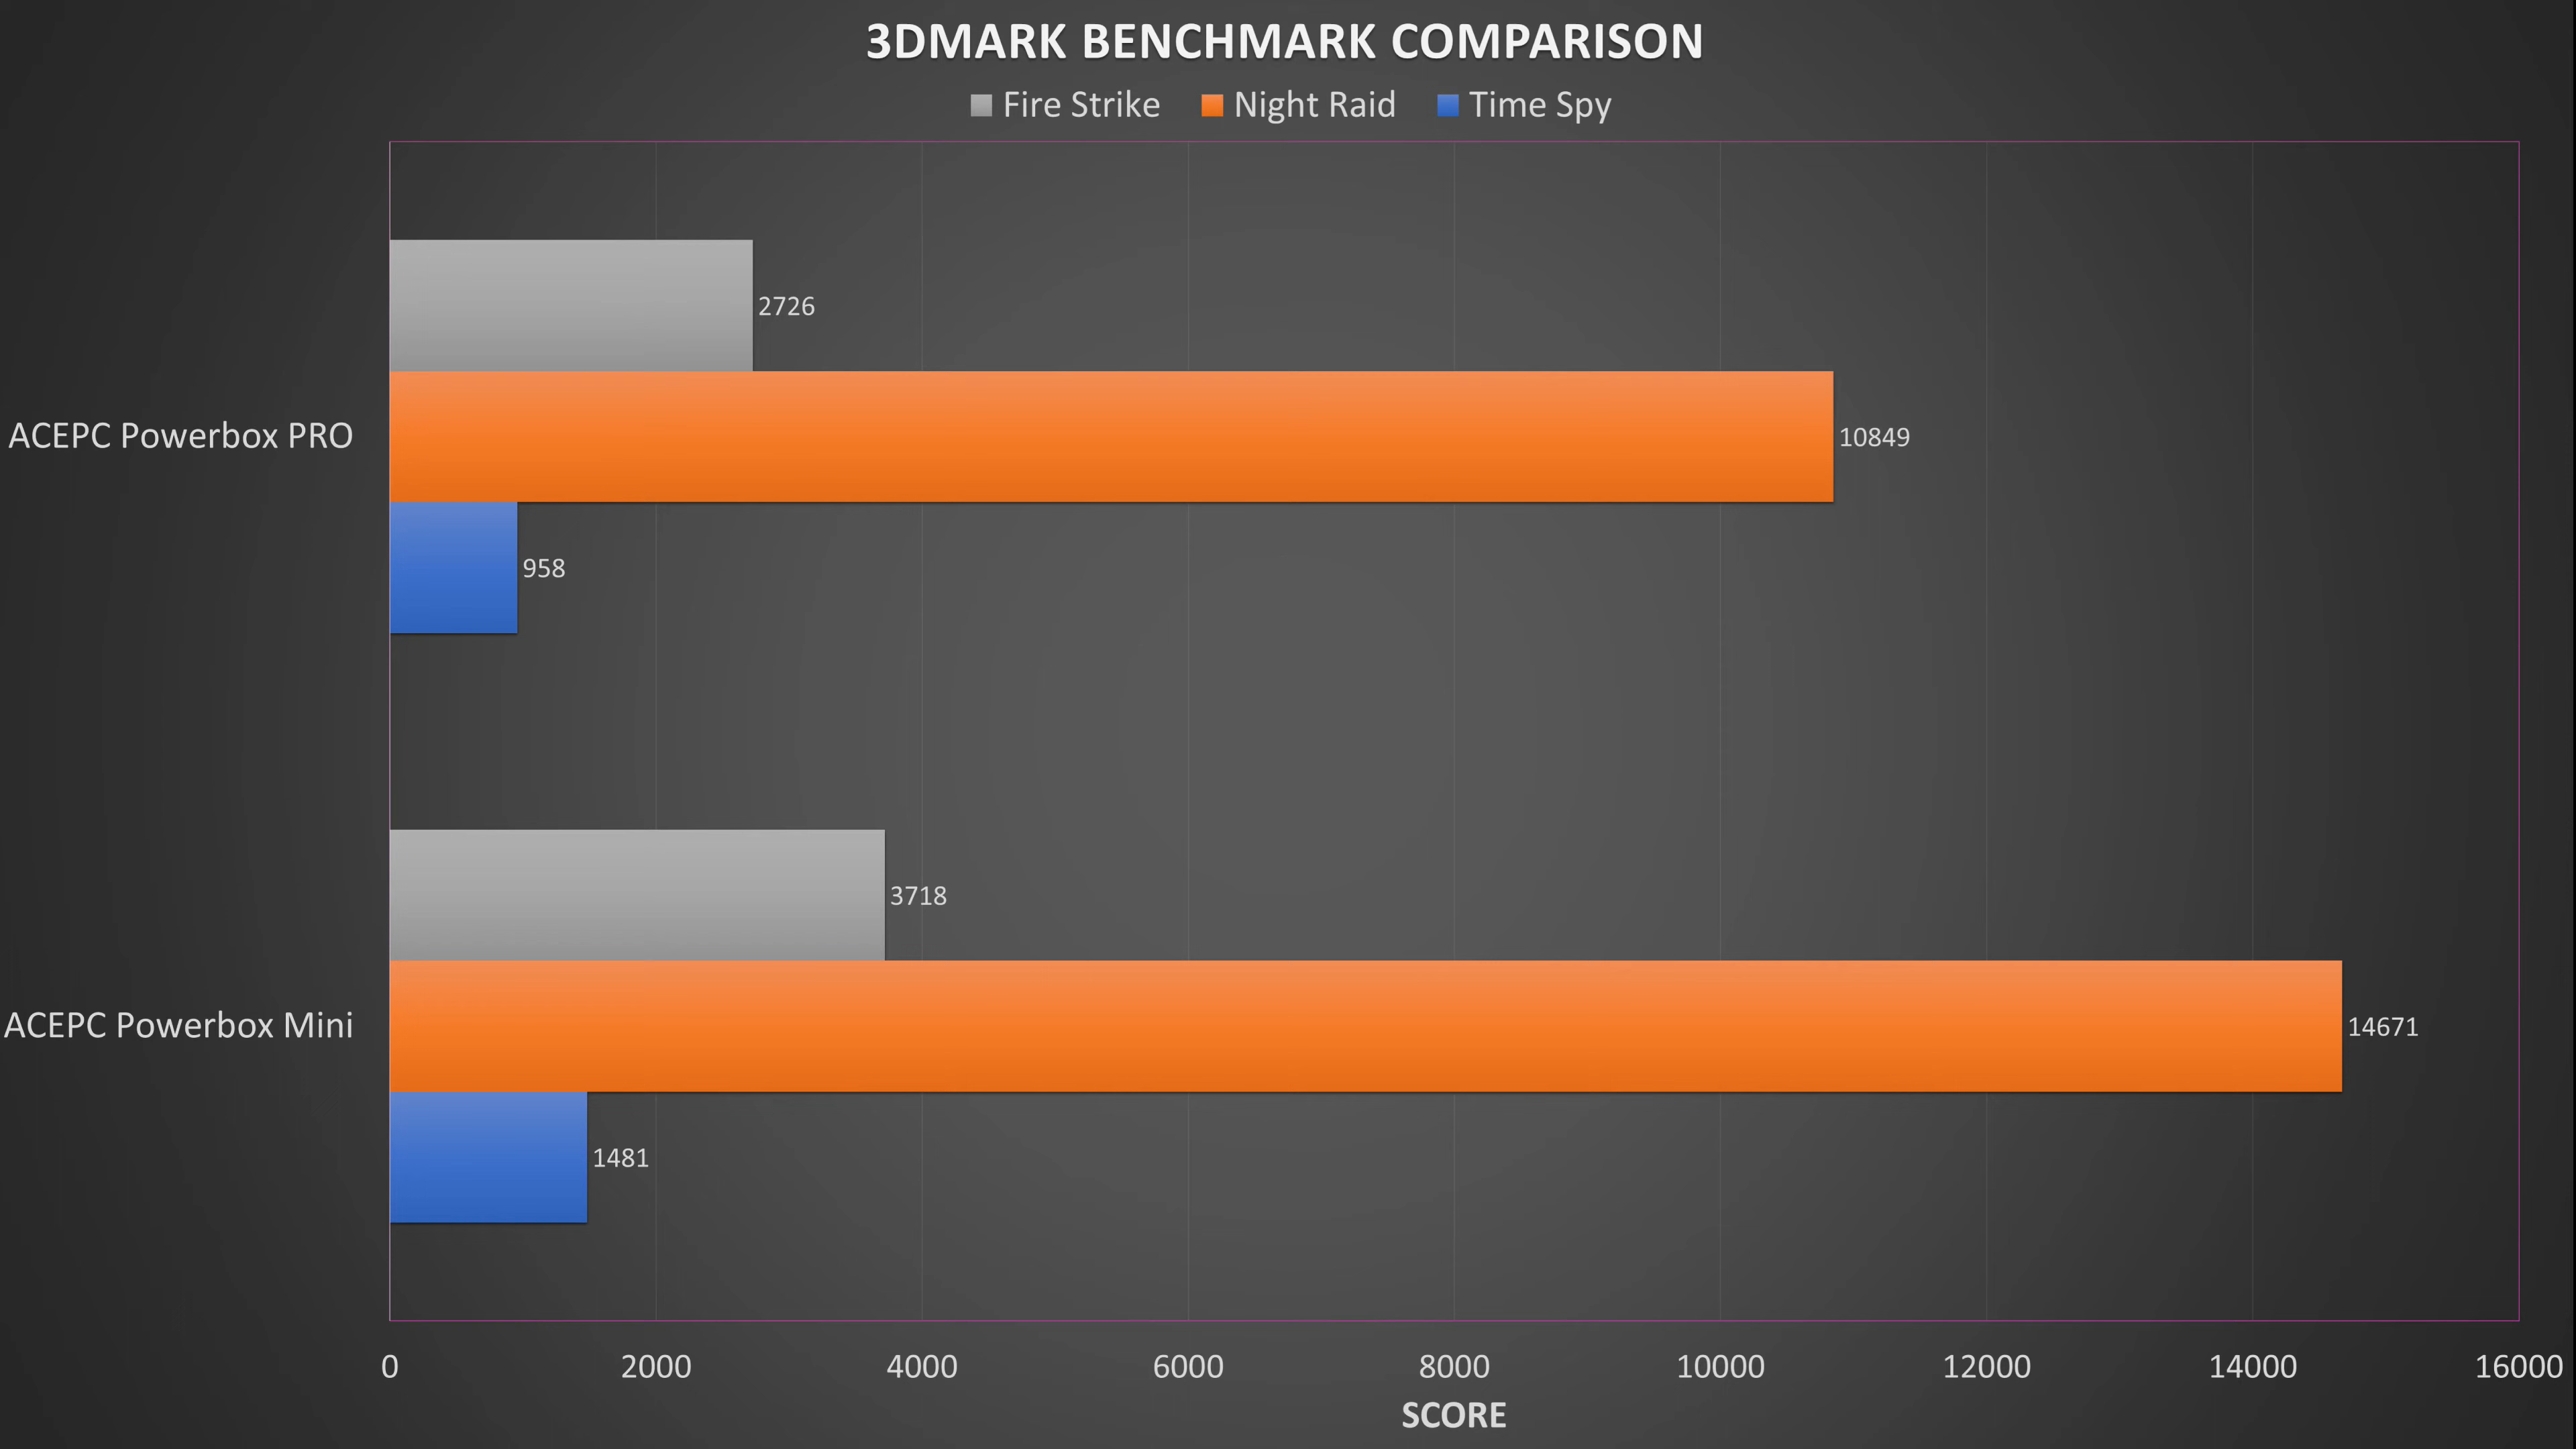 3DMARK BENCHMARK COMPARISON
Fire Strike Night Raid Time Spy
2726
ACEPC Powerbox PRO 10849
958
3718
ACEPC Powerbox Mini 14671
1481
0 2000 4000 6000 8000 10000 12000 14000 16000
SCORE